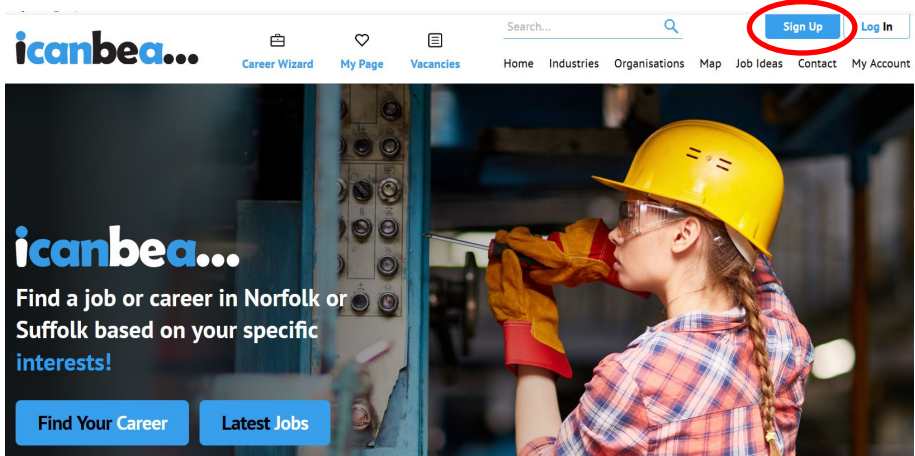 Search...
Sign Up
Log In
icanbea...
Career Wizard
My Page
Vacancies
Home Industries Organisations Map Job Ideas Contact My Account
icanbea...
Find a job or career in Norfolk or
Suffolk based on your specific
interests!
Find Your Career
Latest Jobs